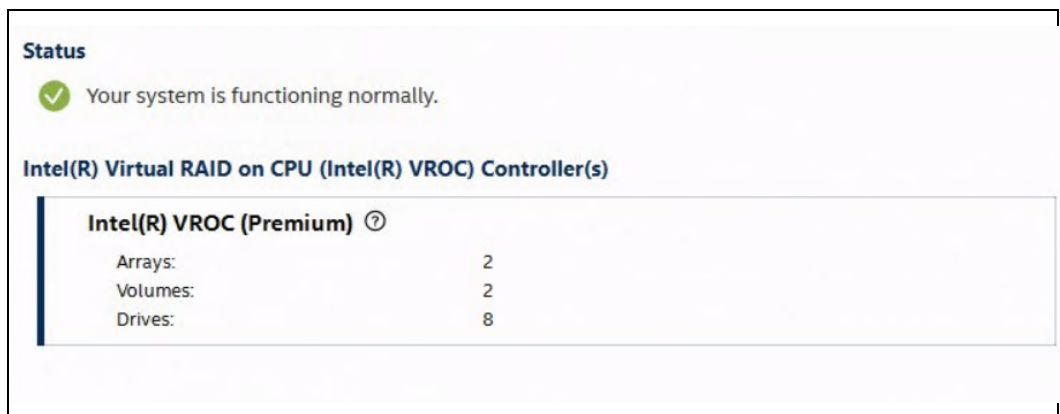 Status
Your system is functioning normally.
Intel(R) Virtual RAID on CPU (Intel(R) VROC) Controller(s)
Intel(R) VROC (Premium) ?
Arrays: 2
Volumes: 2
Drives: 8